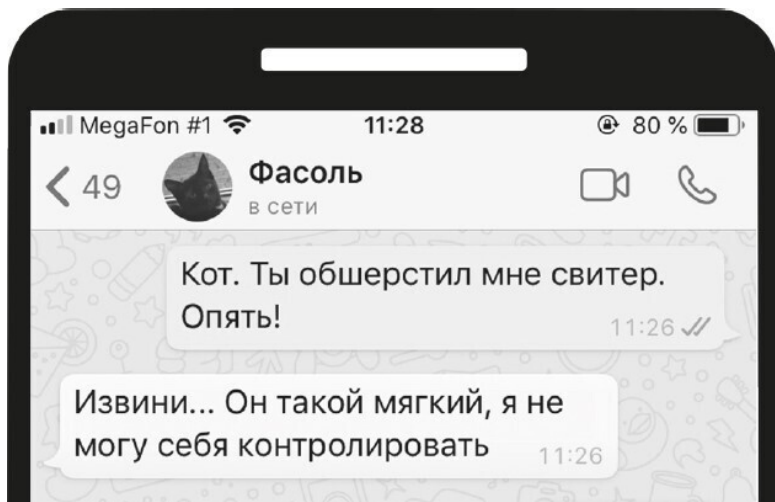 MegaFon #1 11:28 80 %
49 Фасоль
в сети
Кот. Ты обшерстил мне свитер.
Опять!
11:26
Извини... Он такой мягкий, я не
могу себя контролировать
11:26